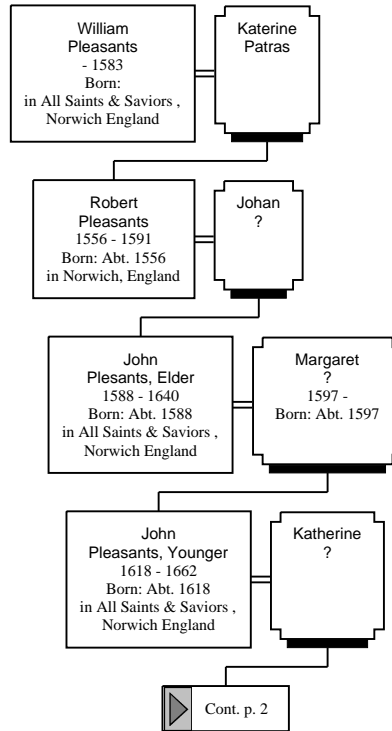 William
Pleasants
- 1583
Born:
in All Saints & Saviors ,
Norwich England
Katerine
Patras
Robert
Pleasants
1556 - 1591
Born: Abt. 1556
in Norwich, England
Johan
?
John
Plesants, Elder
1588 - 1640
Born: Abt. 1588
in All Saints & Saviors ,
Norwich England
Margaret
?
1597 -
Born: Abt. 1597
John
Pleasants, Younger
1618 - 1662
Born: Abt. 1618
in All Saints & Saviors ,
Norwich England
Katherine
?
Cont. p. 2